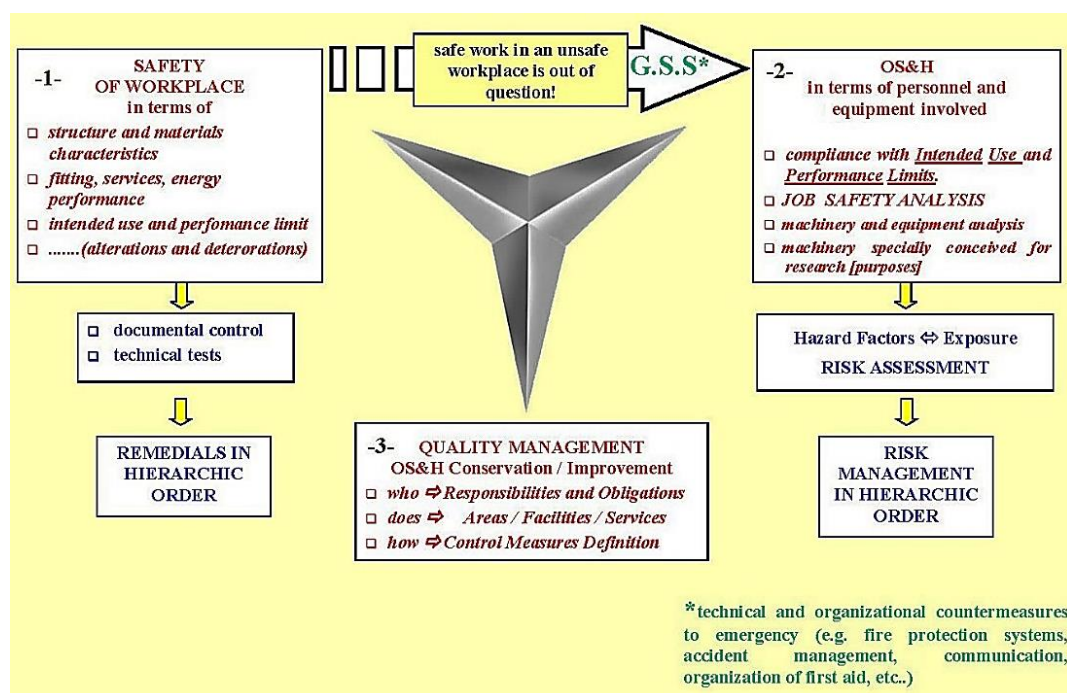 -1- SAFETY
OF WORKPLACE
in terms of
❑ structure and materials
characteristics
❑ fitting, services, energy
performance
❑ intended use and perfomance limit
❑ .......(alterations and deterorations)
❑ documental control
❑ technical tests
REMEDIALS IN
HIERARCHIC
ORDER
safe work in an unsafe
workplace is out of
question!
G.S.S*
-2- OS&H
in terms of personnel and
equipment involved
❑ compliance with Intended Use and
Performance Limits.
❑ JOB SAFETY ANALYSIS
❑ machinery and equipment analysis
❑ machinery specially conceived for
research [purposes]
Hazard Factors ⇔ Exposure
RISK ASSESSMENT
RISK
MANAGEMENT
IN HIERARCHIC
ORDER
-3- QUALITY MANAGEMENT
OS&H Conservation / Improvement
❑ who ⇨ Responsibilities and Obligations
❑ does ⇨ Areas / Facilities / Services
❑ how ⇨ Control Measures Definition
*technical and organizational countermeasures
to emergency (e.g. fire protection systems,
accident management, communication,
organization of first aid, etc..)